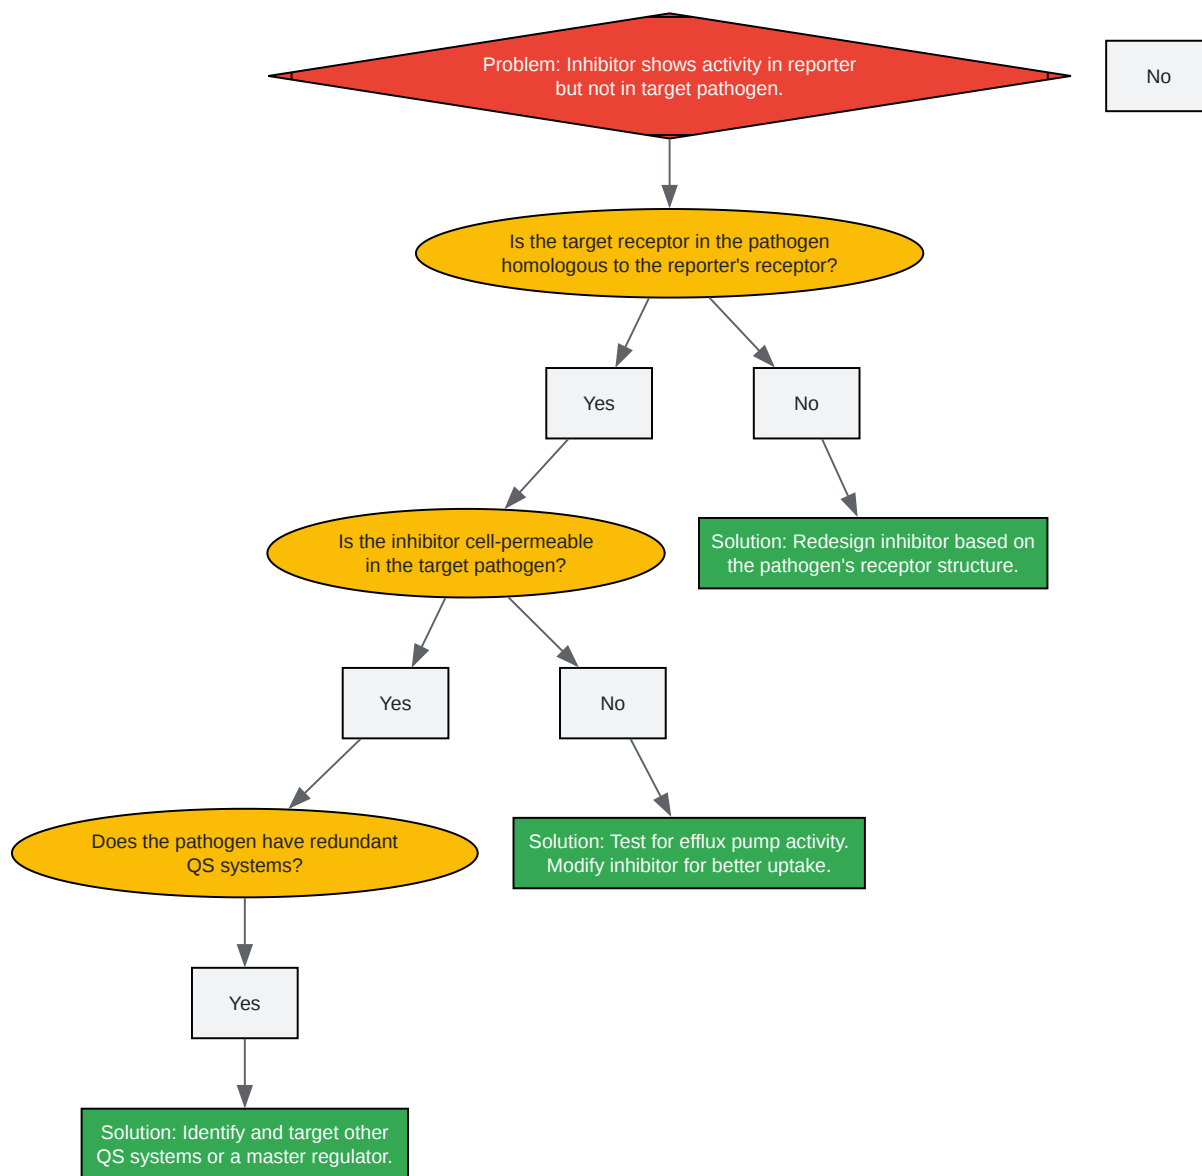 Problem: Inhibitor shows activity in reporter
but not in target pathogen.
No
Is the target receptor in the pathogen
homologous to the reporter's receptor?
Yes
No
Is the inhibitor cell-permeable
in the target pathogen?
Solution: Redesign inhibitor based on
the pathogen's receptor structure.
Yes
No
Does the pathogen have redundant
QS systems?
Solution: Test for efflux pump activity.
Modify inhibitor for better uptake.
Yes
Solution: Identify and target other
QS systems or a master regulator.